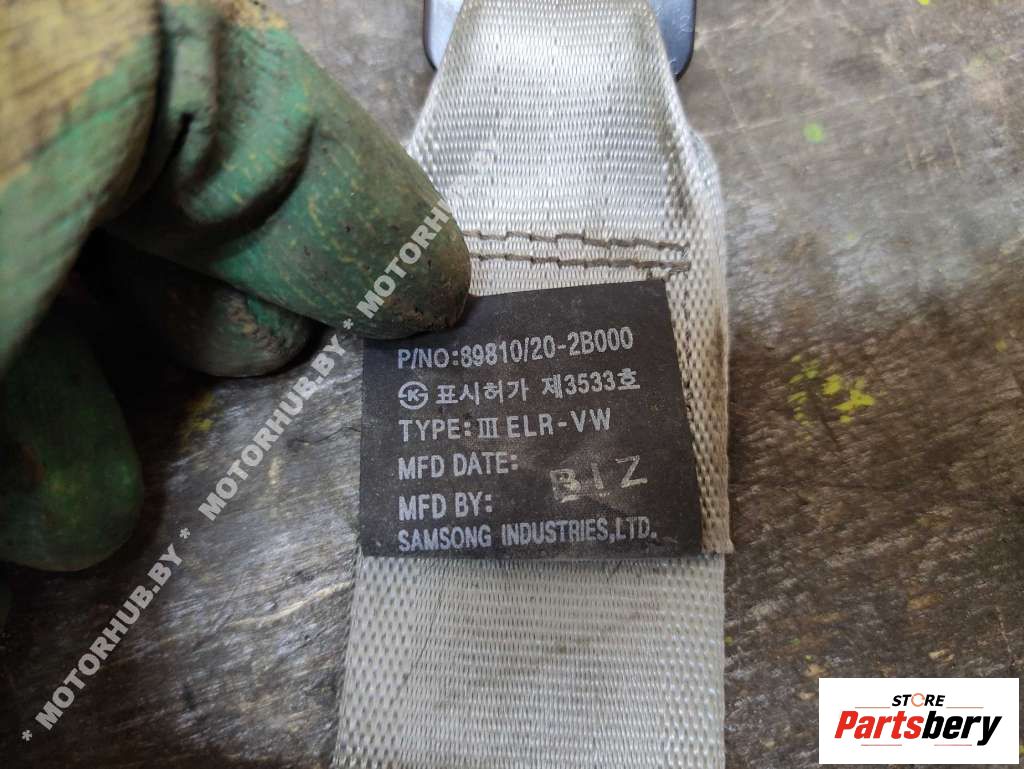 P/NO:89810/20-2B000
K 표시허가 제3533호
TYPE:Ⅲ ELR-VW
MFD DATE: B1Z
MFD BY:
SAMSONG INDUSTRIES,LTD.
* MOTORHUB.BY * MOTORHUB.BY * MOTORHUB.BY
STORE
Partsbery